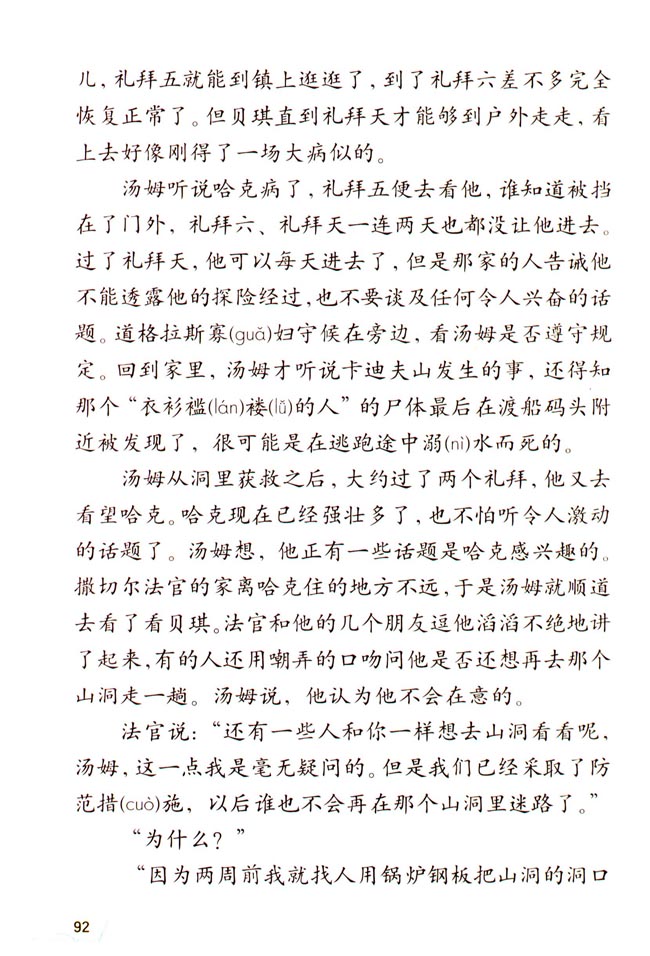 儿，礼拜五就能到镇上逛逛了，到了礼拜六差不多完全
恢复正常了。但贝琪直到礼拜天才能够到户外走走，看
上去好像刚得了一场大病似的。
汤姆听说哈克病了，礼拜五便去看他，谁知道被挡
在了门外，礼拜六、礼拜天一连两天也都没让他进去。
过了礼拜天，他可以每天进去了，但是那家的人告诫他
不能透露他的探险经过，也不要谈及任何令人兴奋的话
题。道格拉斯寡(guǎ)妇守候在旁边，看汤姆是否遵守规
定。回到家里，汤姆才听说卡迪夫山发生的事，还得知
那个“衣衫褴(lán)褛(lǚ)的人”的尸体最后在渡船码头附
近被发现了，很可能是在逃跑途中溺(nì)水而死的。
汤姆从洞里获救之后，大约过了两个礼拜，他又去
看望哈克。哈克现在已经强壮多了，也不怕听令人激动
的话题了。汤姆想，他正有一些话题是哈克感兴趣的。
撒切尔法官的家离哈克住的地方不远，于是汤姆就顺道
去看了看贝琪。法官和他的几个朋友逗他滔滔不绝地讲
了起来，有的人还用嘲弄的口吻问他是否还想再去那个
山洞走一趟。汤姆说，他认为他不会在意的。
法官说：“还有一些人和你一样想去山洞看看呢，
汤姆，这一点我是毫无疑问的。但是我们已经采取了防
范措(cuò)施，以后谁也不会再在那个山洞里迷路了。”
“为什么？”
“因为两周前我就找人用锅炉钢板把山洞的洞口
92